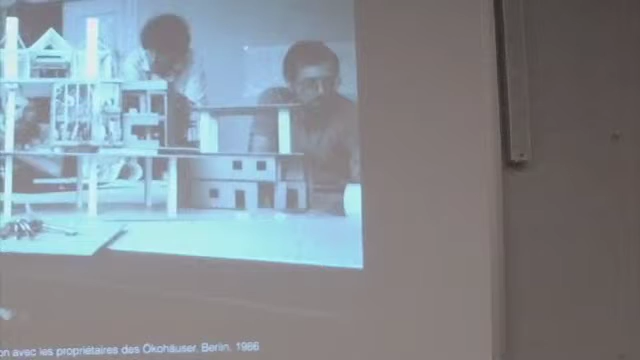 on avec les propriétaires des Ökohäuser, Berlin, 1986